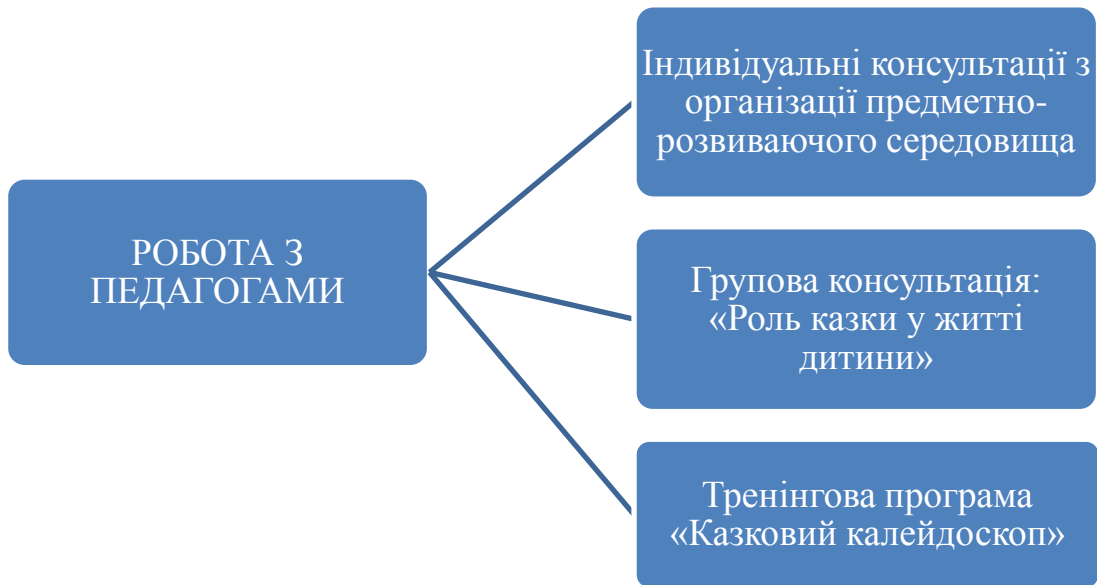 РОБОТА З
ПЕДАГОГАМИ
Індивідуальні консультації з
організації предметно-
розвиваючого середовища
Групова консультація:
«Роль казки у житті
дитини»
Тренінгова програма
«Казковий калейдоскоп»